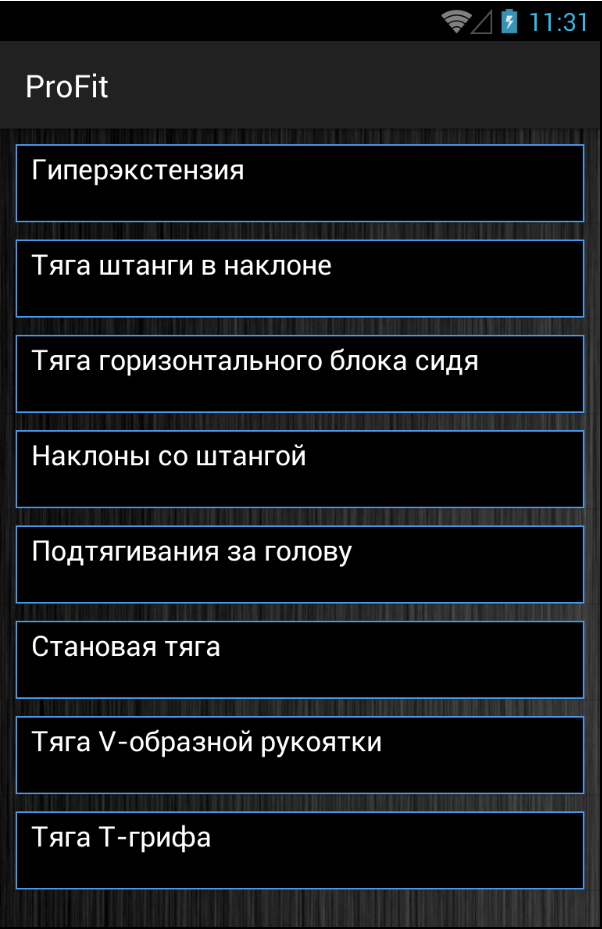 11:31
ProFit
Гиперэкстензия
Тяга штанги в наклоне
Тяга горизонтального блока сидя
Наклоны со штангой
Подтягивания за голову
Становая тяга
Тяга V-образной рукоятки
Тяга Т-грифа